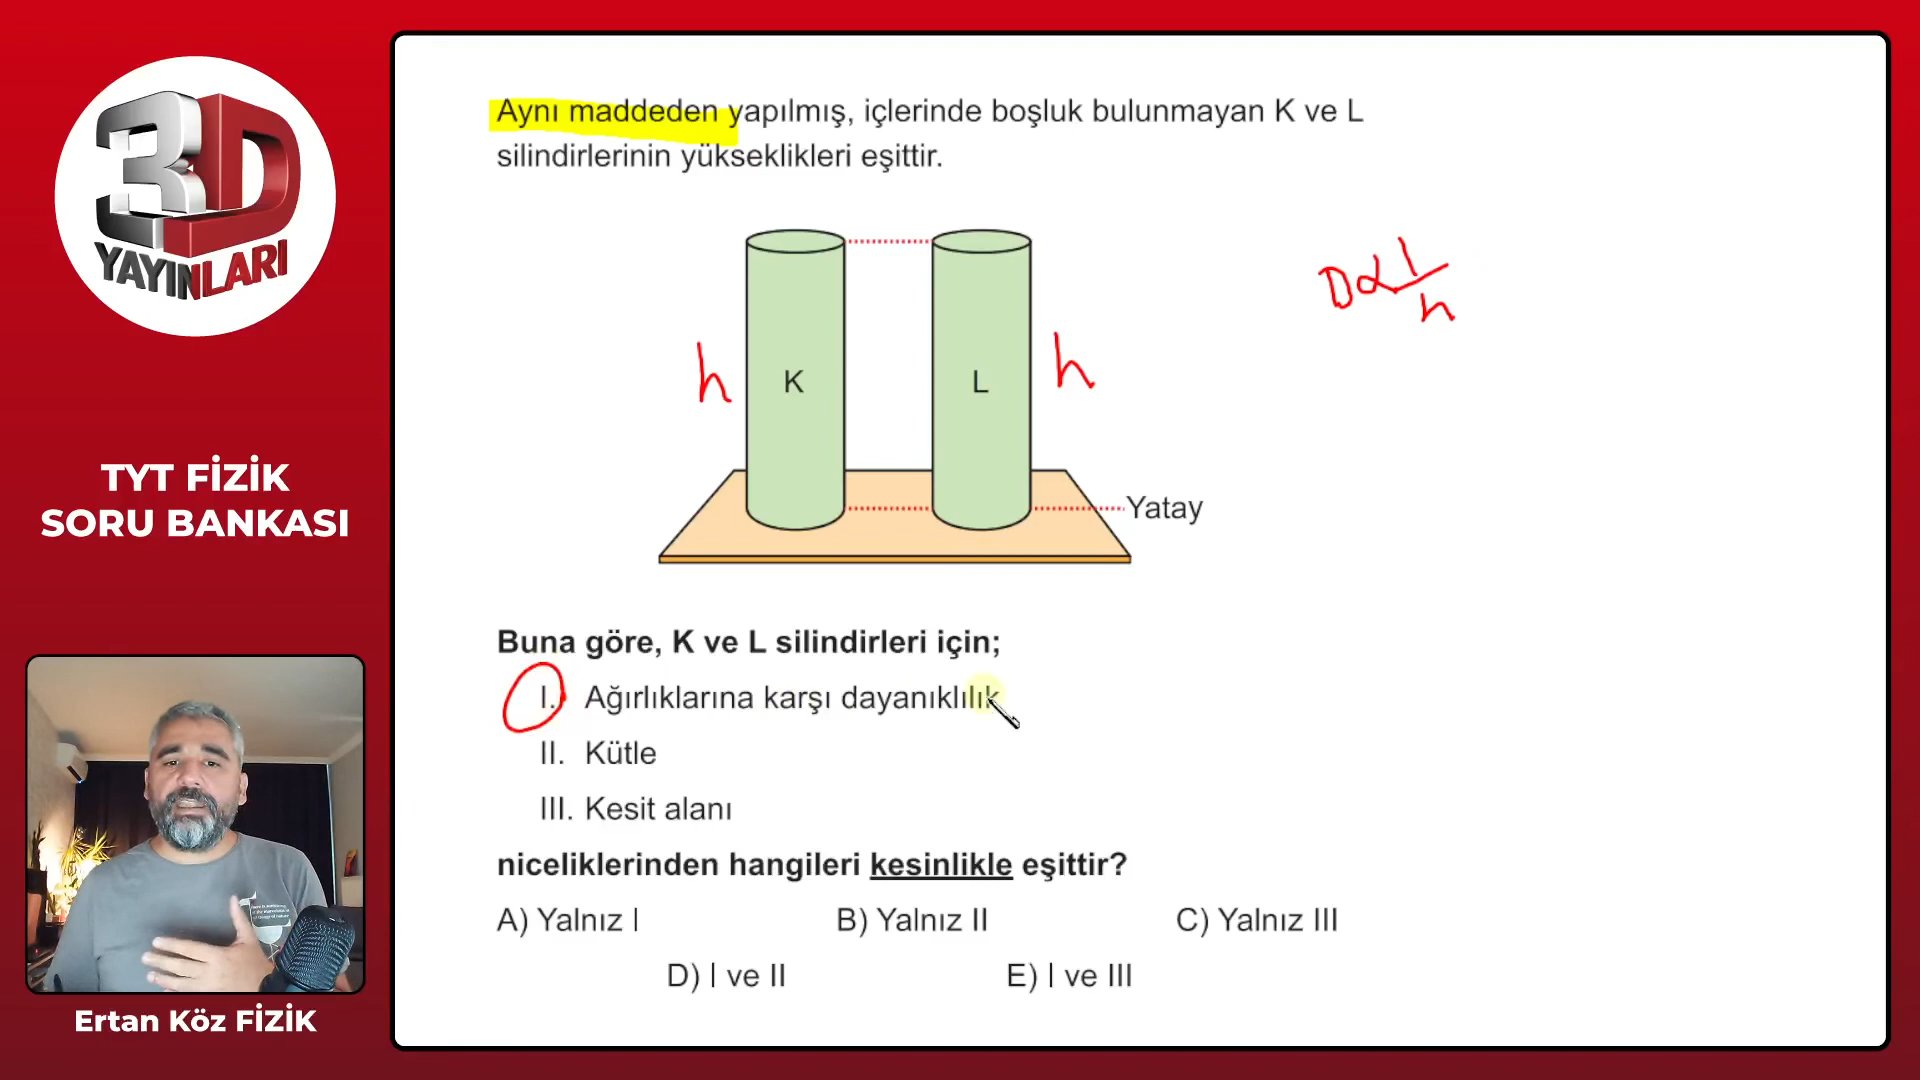 3D
YAYINLARI
TYT FİZİK
SORU BANKASI
Ertan Köz FİZİK
Aynı maddeden yapılmış, içlerinde boşluk bulunmayan K ve L
silindirlerinin yükseklikleri eşittir.
h
K
L
h
D∝1/h
Yatay
Buna göre, K ve L silindirleri için;
I. Ağırlıklarına karşı dayanıklılık
II. Kütle
III. Kesit alanı
niceliklerinden hangileri kesinlikle eşittir?
A) Yalnız I
B) Yalnız II
C) Yalnız III
D) I ve II
E) I ve III